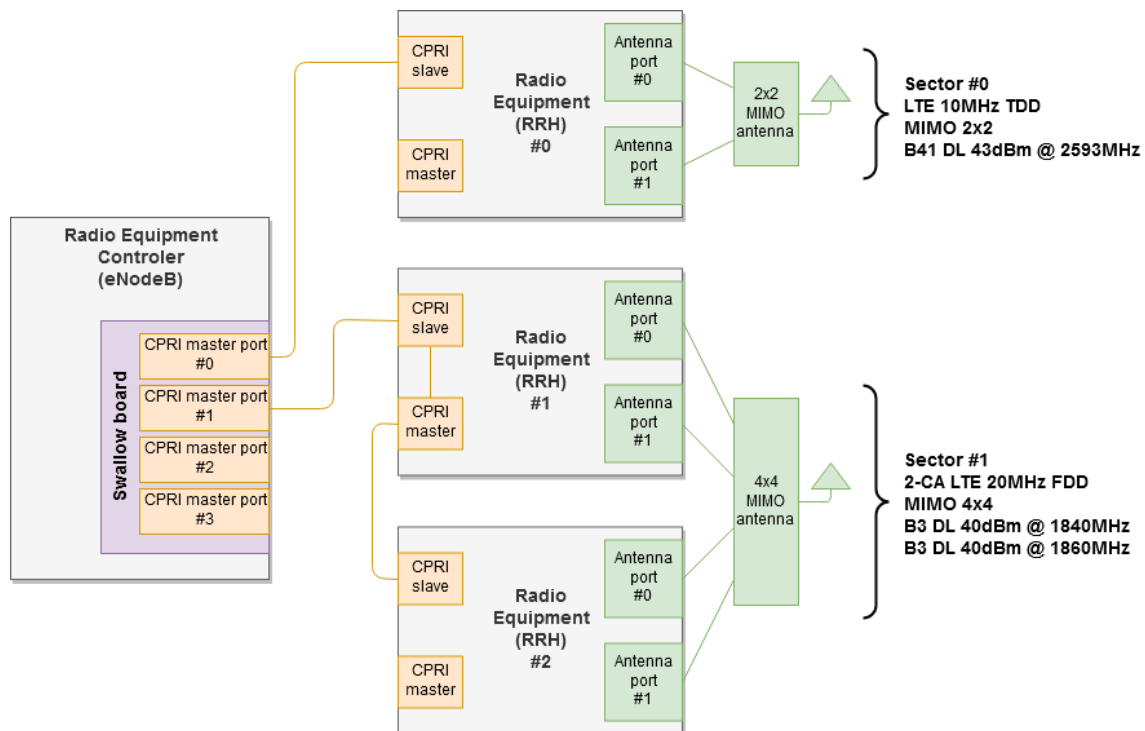 Radio Equipment
Controler
(eNodeB)
Swallow board
CPRI master port
#0
CPRI master port
#1
CPRI master port
#2
CPRI master port
#3
CPRI
slave
CPRI
master
Radio
Equipment
(RRH)
#0
Antenna
port
#0
Antenna
port
#1
2x2
MIMO
antenna
Sector #0
LTE 10MHz TDD
MIMO 2x2
B41 DL 43dBm @ 2593MHz
CPRI
slave
CPRI
master
Radio
Equipment
(RRH)
#1
Antenna
port
#0
Antenna
port
#1
CPRI
slave
CPRI
master
Radio
Equipment
(RRH)
#2
Antenna
port
#0
Antenna
port
#1
4x4
MIMO
antenna
Sector #1
2-CA LTE 20MHz FDD
MIMO 4x4
B3 DL 40dBm @ 1840MHz
B3 DL 40dBm @ 1860MHz